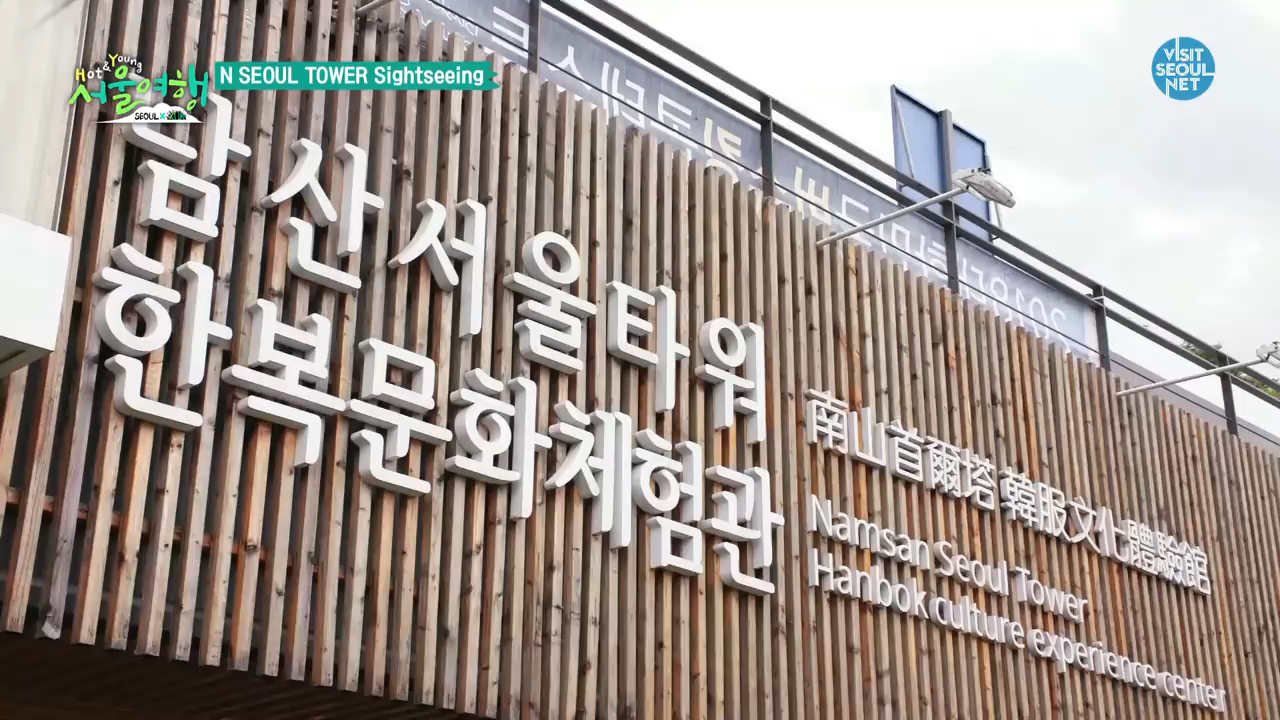 Hot&Young
서울여행
N SEOUL TOWER Sightseeing
VISIT
SEOUL
NET
남산서울타워
한복문화체험관
南山首爾塔 韓服文化體驗館
Namsan Seoul Tower
Hanbok culture experience center